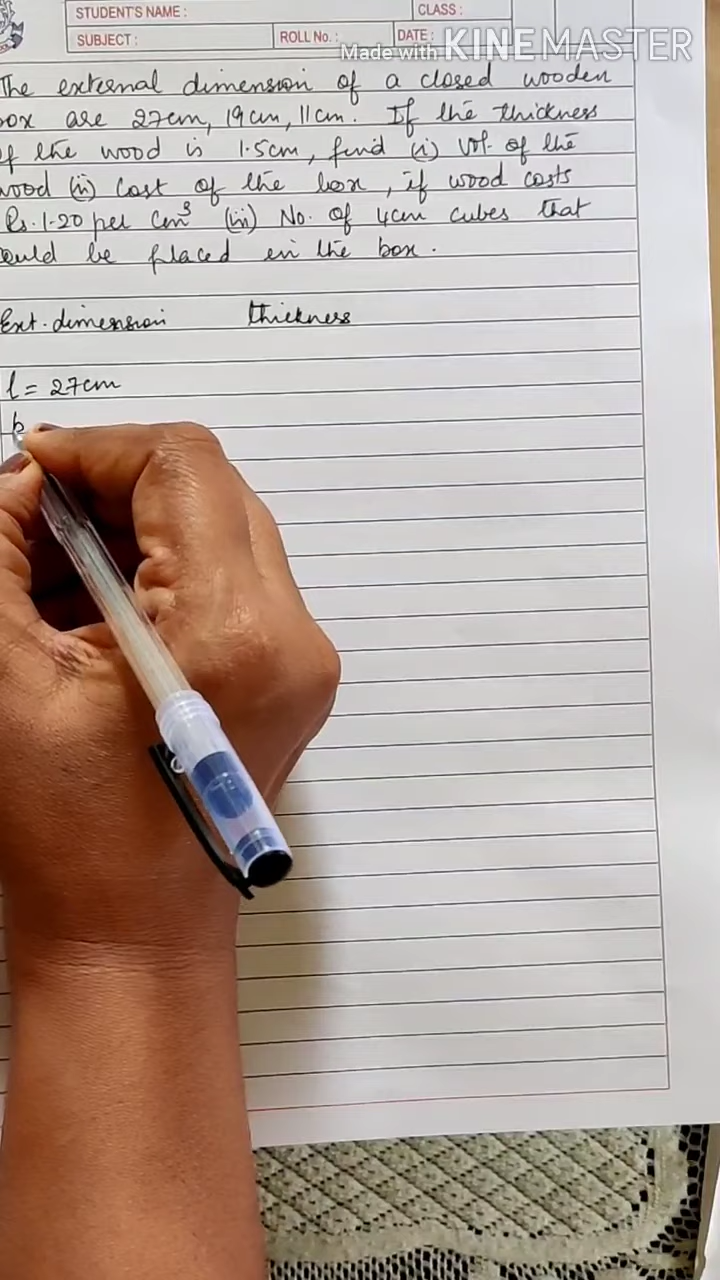 STUDENT'S NAME :
CLASS :
SUBJECT :
ROLL No. :
DATE :
Made with KINEMASTER
The external dimension of a closed wooden
ox are 27cm, 19cm, 11cm. If the thickness
f the wood is 1.5cm, find (i) Vol. of the
wood (ii) Cost of the box, if wood costs
Rs. 1.20 per cm³ (iii) No. of 4cm cubes that
ould be placed in the box.
Ext. dimension thickness
l = 27cm
b